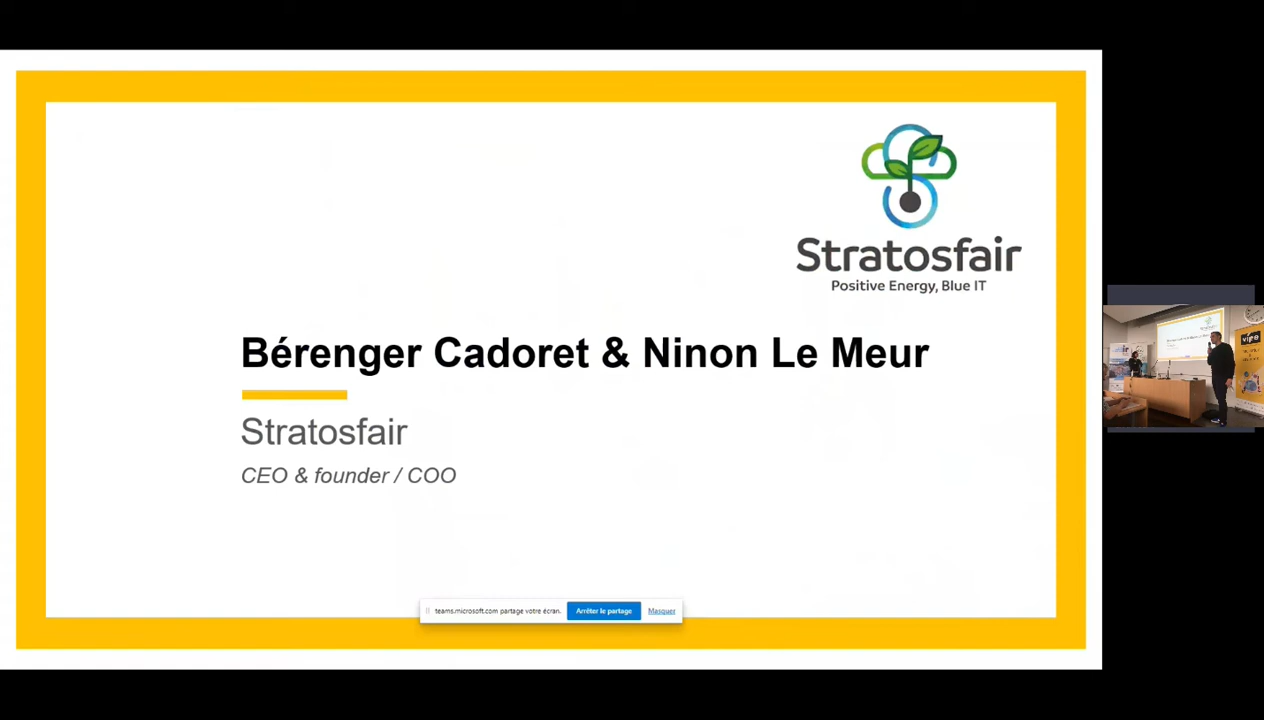 Stratosfair
Positive Energy, Blue IT
Bérenger Cadoret & Ninon Le Meur
Stratosfair
CEO & founder / COO
teams.microsoft.com partage votre écran. Arrêter le partage Masquer